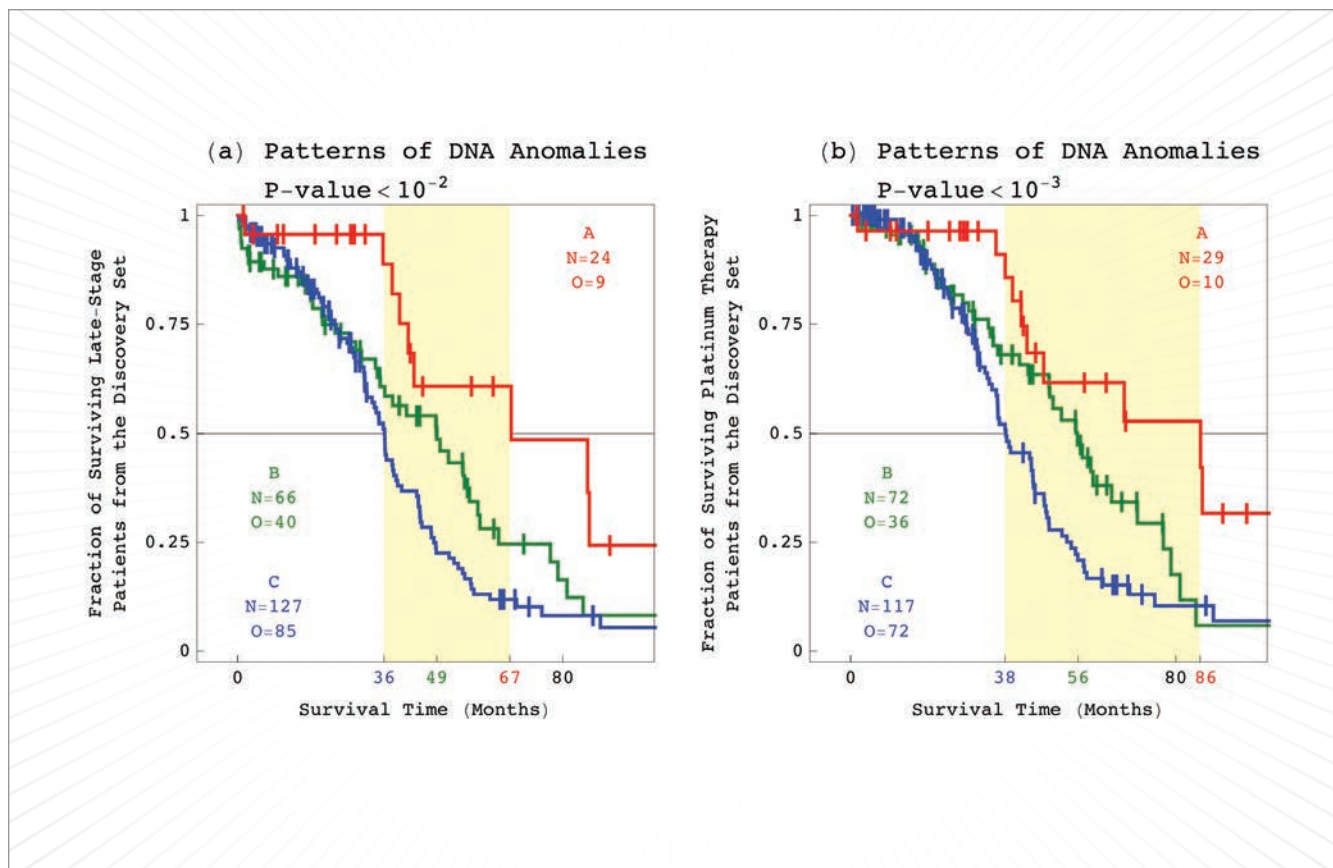 (a) Patterns of DNA Anomalies
P-value < 10⁻²
Fraction of Surviving Late-Stage
Patients from the Discovery Set
1
0.75
0.5
0.25
0
A
N=24
O=9
B
N=66
O=40
C
N=127
O=85
0 36 49 67 80
Survival Time (Months)
(b) Patterns of DNA Anomalies
P-value < 10⁻³
Fraction of Surviving Platinum Therapy
Patients from the Discovery Set
1
0.75
0.5
0.25
0
A
N=29
O=10
B
N=72
O=36
C
N=117
O=72
0 38 56 80 86
Survival Time (Months)